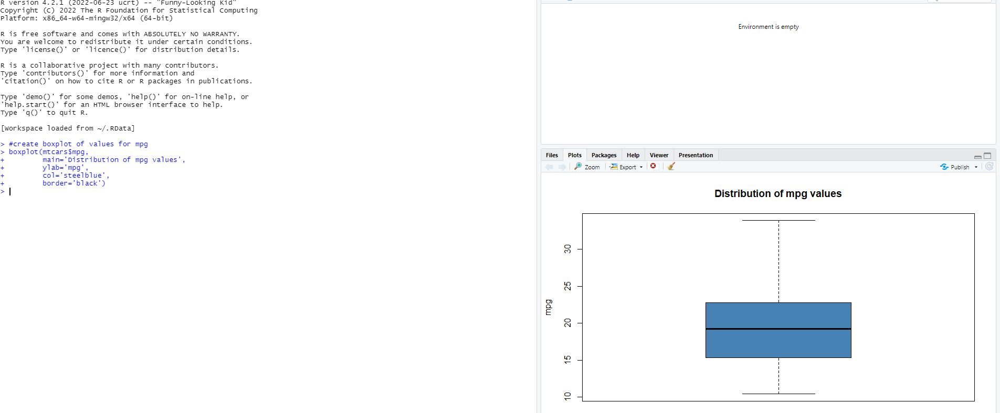 R version 4.2.1 (2022-06-23 ucrt) -- "Funny-Looking Kid"
Copyright (C) 2022 The R Foundation for Statistical Computing
Platform: x86_64-w64-mingw32/x64 (64-bit)
R is free software and comes with ABSOLUTELY NO WARRANTY.
You are welcome to redistribute it under certain conditions.
Type 'license()' or 'licence()' for distribution details.
R is a collaborative project with many contributors.
Type 'contributors()' for more information and
'citation()' on how to cite R or R packages in publications.
Type 'demo()' for some demos, 'help()' for on-line help, or
'help.start()' for an HTML browser interface to help.
Type 'q()' to quit R.
[Workspace loaded from ~/.RData]
> #create boxplot of values for mpg
> boxplot(mtcars$mpg,
+         main='Distribution of mpg values',
+         ylab='mpg',
+         col='steelblue',
+         border='black')
>
Environment is empty
Files Plots Packages Help Viewer Presentation
Zoom Export Publish
Distribution of mpg values
30
25
20
15
10
mpg